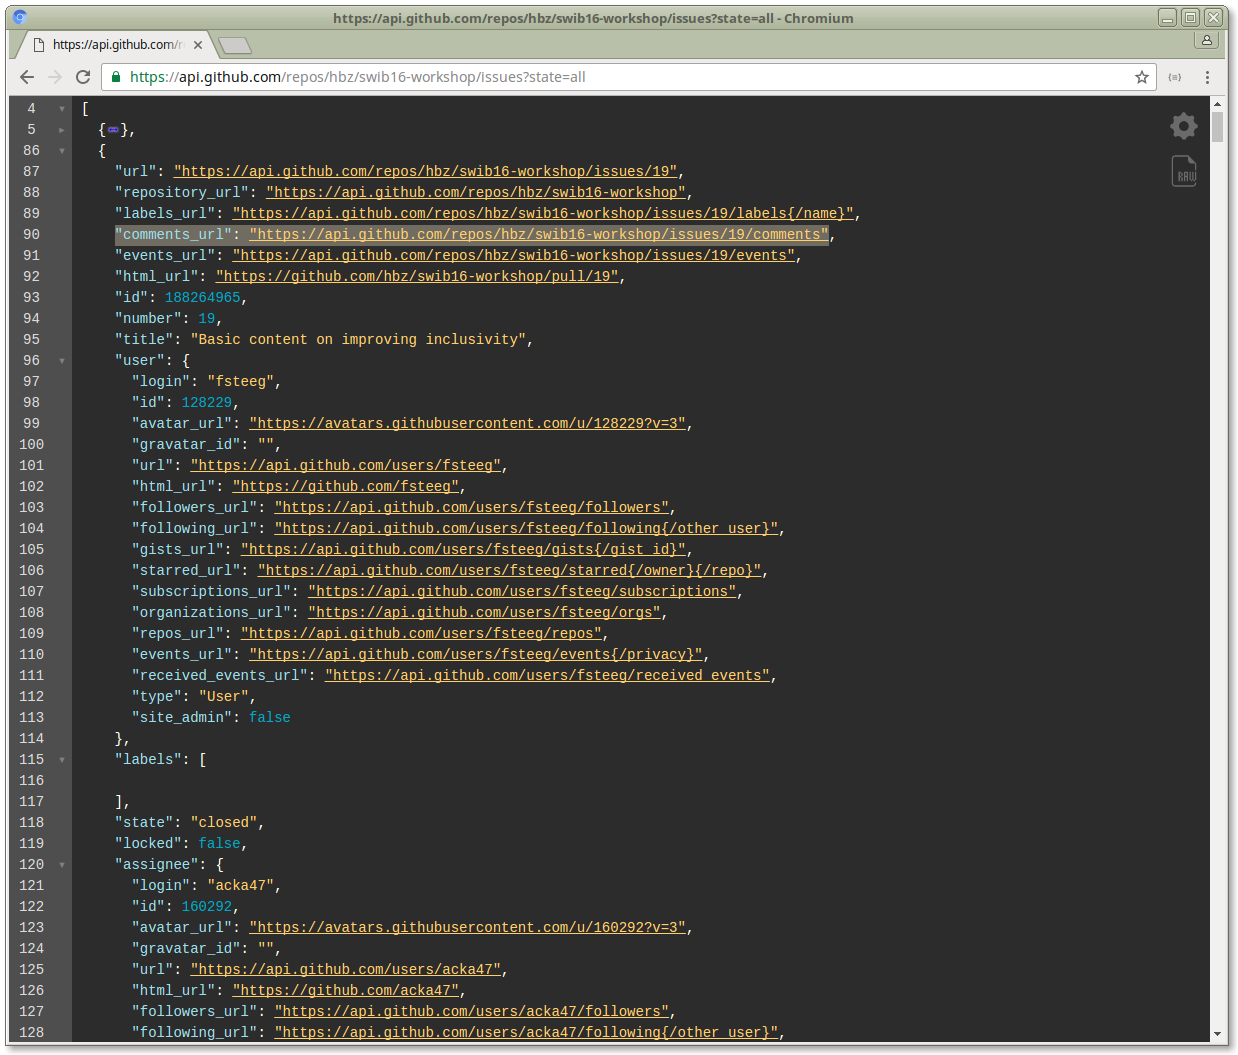 https://api.github.com/repos/hbz/swib16-workshop/issues?state=all - Chromium
https://api.github.com/r
https://api.github.com/repos/hbz/swib16-workshop/issues?state=all
4 [
5 {},
86 {
87 "url": "https://api.github.com/repos/hbz/swib16-workshop/issues/19",
88 "repository_url": "https://api.github.com/repos/hbz/swib16-workshop",
89 "labels_url": "https://api.github.com/repos/hbz/swib16-workshop/issues/19/labels{/name}",
90 "comments_url": "https://api.github.com/repos/hbz/swib16-workshop/issues/19/comments",
91 "events_url": "https://api.github.com/repos/hbz/swib16-workshop/issues/19/events",
92 "html_url": "https://github.com/hbz/swib16-workshop/pull/19",
93 "id": 188264965,
94 "number": 19,
95 "title": "Basic content on improving inclusivity",
96 "user": {
97 "login": "fsteeg",
98 "id": 128229,
99 "avatar_url": "https://avatars.githubusercontent.com/u/128229?v=3",
100 "gravatar_id": "",
101 "url": "https://api.github.com/users/fsteeg",
102 "html_url": "https://github.com/fsteeg",
103 "followers_url": "https://api.github.com/users/fsteeg/followers",
104 "following_url": "https://api.github.com/users/fsteeg/following{/other_user}",
105 "gists_url": "https://api.github.com/users/fsteeg/gists{/gist_id}",
106 "starred_url": "https://api.github.com/users/fsteeg/starred{/owner}{/repo}",
107 "subscriptions_url": "https://api.github.com/users/fsteeg/subscriptions",
108 "organizations_url": "https://api.github.com/users/fsteeg/orgs",
109 "repos_url": "https://api.github.com/users/fsteeg/repos",
110 "events_url": "https://api.github.com/users/fsteeg/events{/privacy}",
111 "received_events_url": "https://api.github.com/users/fsteeg/received_events",
112 "type": "User",
113 "site_admin": false
114 },
115 "labels": [
116
117 ],
118 "state": "closed",
119 "locked": false,
120 "assignee": {
121 "login": "acka47",
122 "id": 160292,
123 "avatar_url": "https://avatars.githubusercontent.com/u/160292?v=3",
124 "gravatar_id": "",
125 "url": "https://api.github.com/users/acka47",
126 "html_url": "https://github.com/acka47",
127 "followers_url": "https://api.github.com/users/acka47/followers",
128 "following_url": "https://api.github.com/users/acka47/following{/other_user}",
RAW